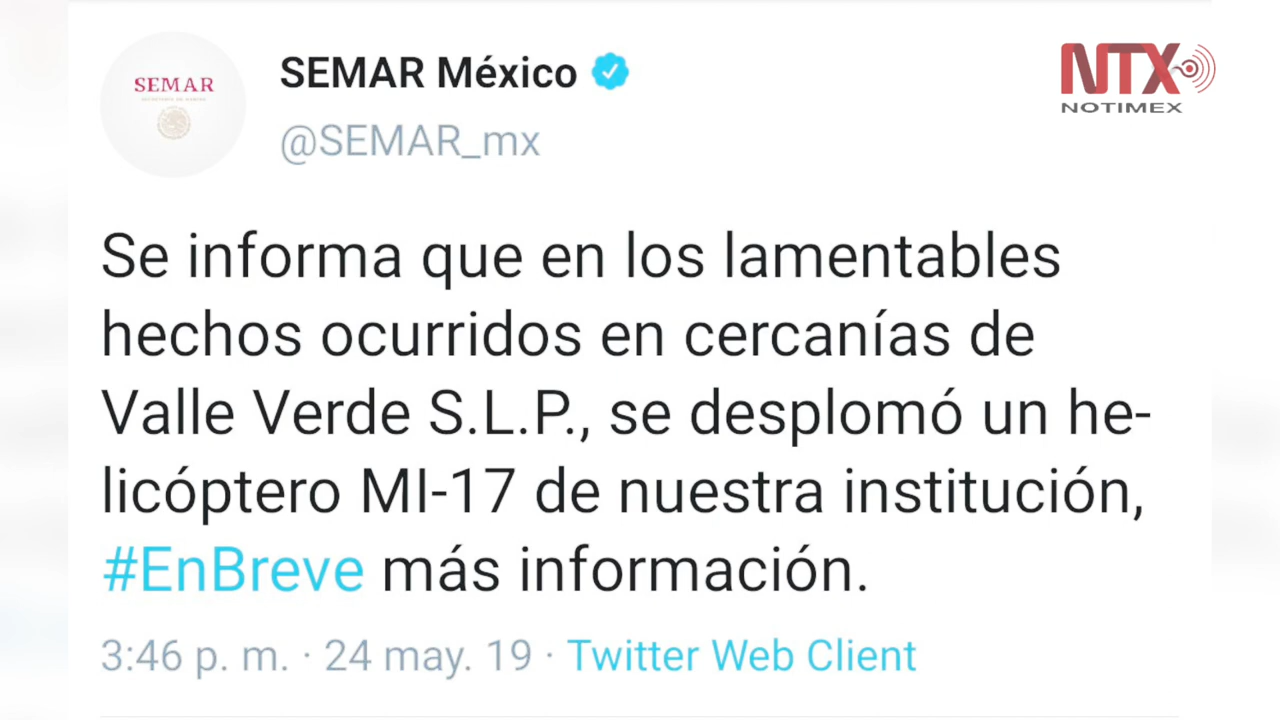 SEMAR México
NTX
NOTIMEX
SEMAR
@SEMAR_mx
Se informa que en los lamentables
hechos ocurridos en cercanías de
Valle Verde S.L.P., se desplomó un he-
licóptero MI-17 de nuestra institución,
#EnBreve más información.
3:46 p. m. · 24 may. 19 · Twitter Web Client